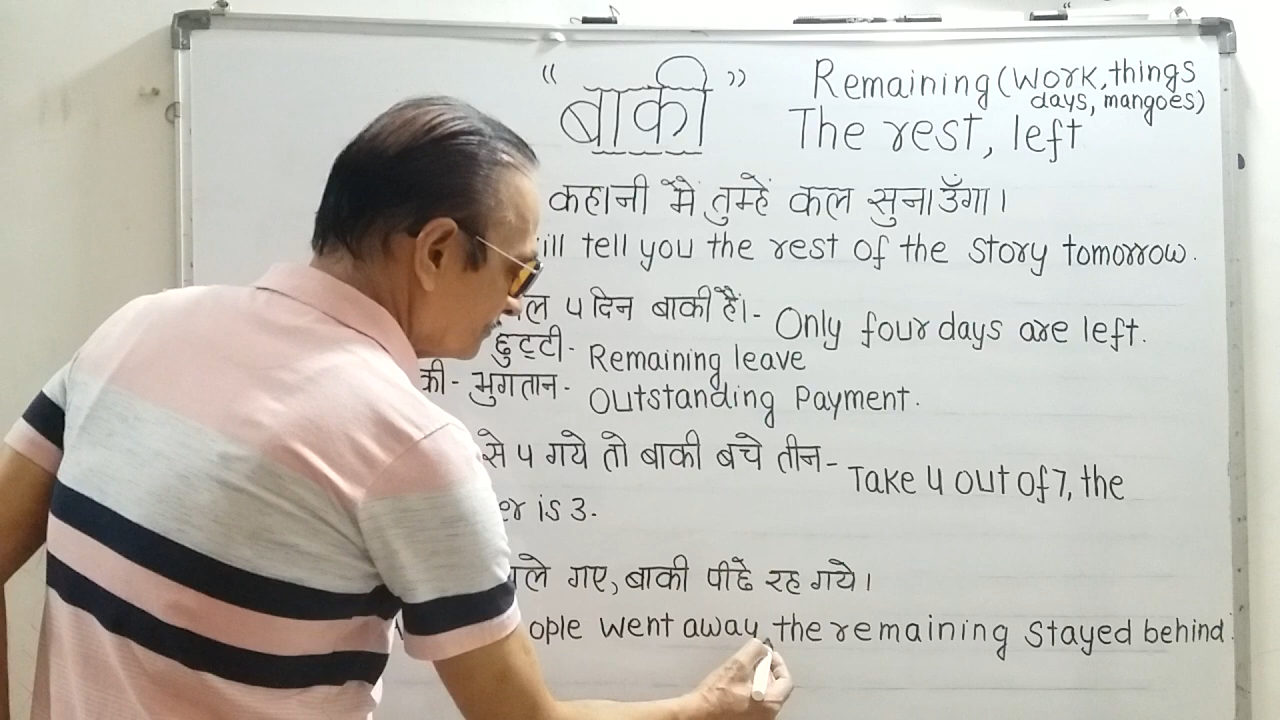 "बाकी" Remaining (Work, things
days, mangoes)
The rest, left
कहानी मैं तुम्हें कल सुनाउँगा।
ill tell you the rest of the story tomorrow.
ल 4 दिन बाकी हैं।- Only four days are left.
छुट्टी- Remaining leave
की- भुगतान- Outstanding Payment.
से 4 गये तो बाकी बचे तीन- Take 4 out of 7, the
er is 3.
ले गए, बाकी पीछे रह गये।
ople went away, the remaining stayed behind.